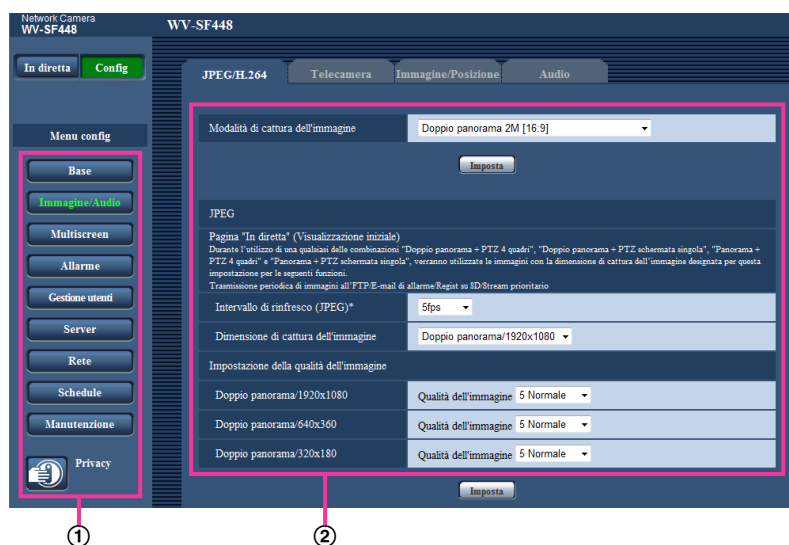 Network Camera
WV-SF448
WV-SF448
In diretta
Config
Menu config
Base
Immagine/Audio
Multiscreen
Allarme
Gestione utenti
Server
Rete
Schedule
Manutenzione
Privacy
JPEG/H.264
Telecamera
Immagine/Posizione
Audio
Modalità di cattura dell'immagine
Doppio panorama 2M [16:9]
Imposta
JPEG
Pagina "In diretta" (Visualizzazione iniziale)
Durante l'utilizzo di una qualsiasi delle combinazioni "Doppio panorama + PTZ 4 quadri", "Doppio panorama + PTZ schermata singola", "Panorama +
PTZ 4 quadri" e "Panorama + PTZ schermata singola", verranno utilizzate le immagini con la dimensione di cattura dell'immagine designata per questa
impostazione per le seguenti funzioni.
Trasmissione periodica di immagini all'FTP/E-mail di allarme/Regist su SD/Stream prioritario
Intervallo di rinfresco (JPEG)*
5fps
Dimensione di cattura dell'immagine
Doppio panorama/1920x1080
Impostazione della qualità dell'immagine
Doppio panorama/1920x1080
Qualità dell'immagine 5 Normale
Doppio panorama/640x360
Qualità dell'immagine 5 Normale
Doppio panorama/320x180
Qualità dell'immagine 5 Normale
Imposta
①
②